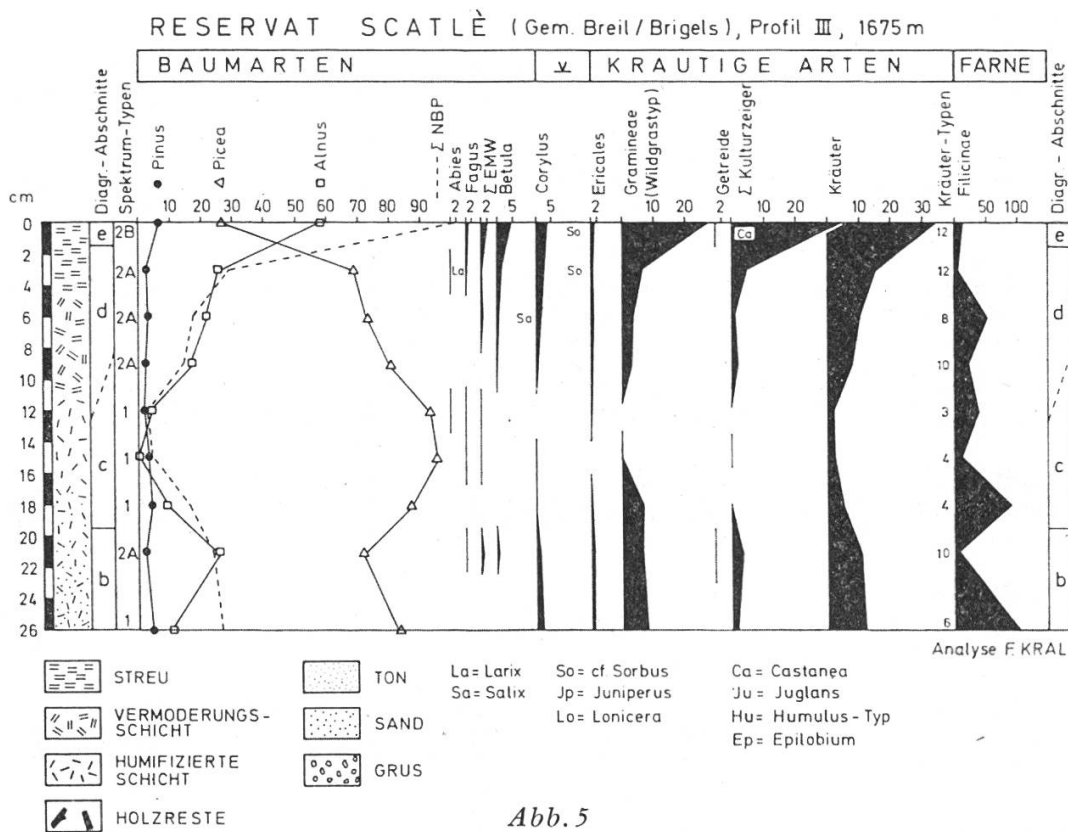 RESERVAT SCATLÈ (Gem. Breil/Brigels), Profil III, 1675 m
BAUMARTEN V KRAUTIGE ARTEN FARNE
Diagr.-Abschnitte
Spektrum-Typen
Pinus
Picea
Alnus
Σ NBP
Abies
Fagus
Σ EMW
Betula
Corylus
Ericales
Gramineae
(Wildgrastyp)
Getreide
Σ Kulturzeiger
Kräuter
Kräuter-Typen
Filicinae
Diagr.-Abschnitte
cm
10 20 30 40 50 60 70 80 90 2 2 2 5 5 2 10 20 2 10 20 30 10 20 30 50 100
0 e 2B So Ca 12 e
2 2A La So 12
4
6 d 2A Sa 8 d
8 2A 10
10
12 1 3
14 1 4
16 c c
18 1 4
20 2A 10
22
24 b b
26 1 6
Analyse F. KRAL
STREU
VERMODERUNGS-
SCHICHT
HUMIFIZIERTE
SCHICHT
HOLZRESTE
TON
SAND
GRUS
La= Larix
Sa= Salix
So= cf. Sorbus
Jp= Juniperus
Lo= Lonicera
Ca= Castanea
Ju= Juglans
Hu= Humulus-Typ
Ep= Epilobium
Abb. 5